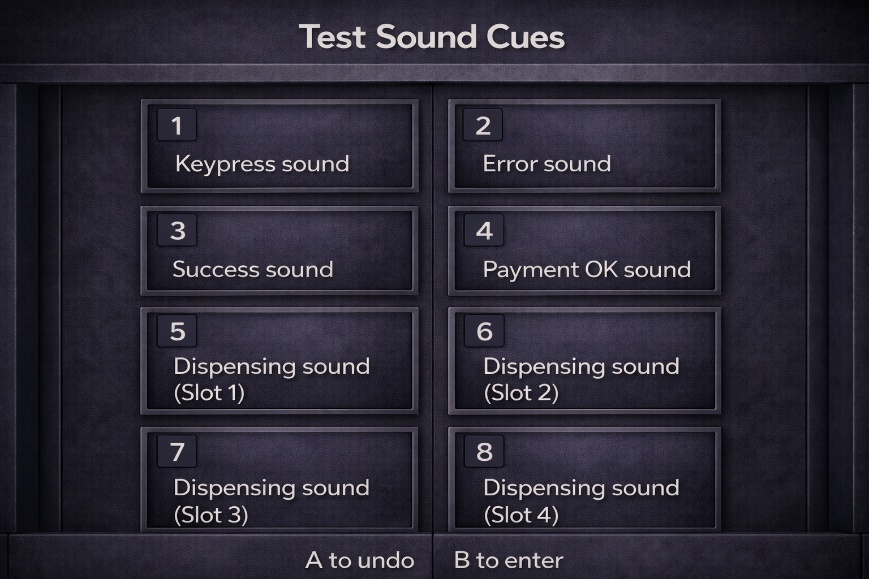 Test Sound Cues
1
Keypress sound
2
Error sound
3
Success sound
4
Payment OK sound
5
Dispensing sound
(Slot 1)
6
Dispensing sound
(Slot 2)
7
Dispensing sound
(Slot 3)
8
Dispensing sound
(Slot 4)
A to undo
B to enter